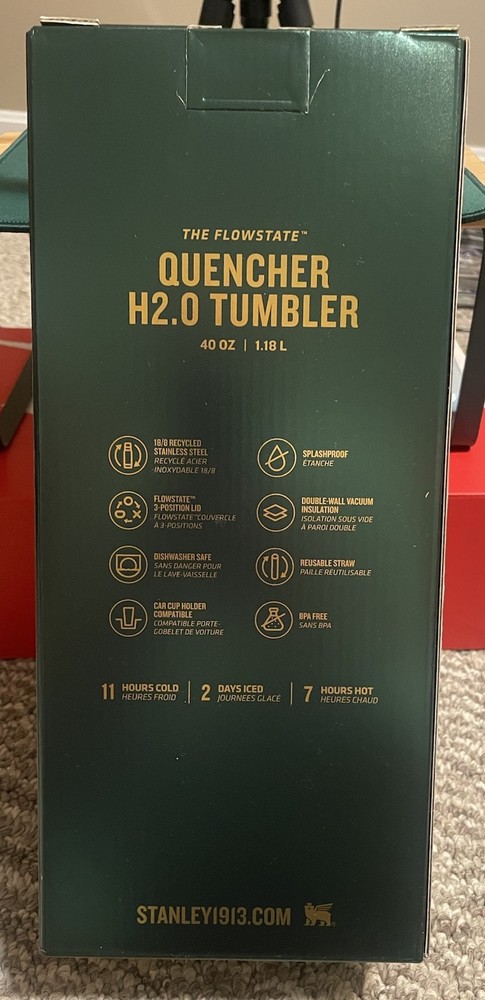 THE FLOWSTATE™
QUENCHER
H2.0 TUMBLER
40 OZ | 1.18 L
18/8 RECYCLED
STAINLESS STEEL
RECYCLÉ ACIER
INOXYDABLE 18/8
SPLASHPROOF
ÉTANCHE
FLOWSTATE™
3-POSITION LID
FLOWSTATE™COUVERCLE
À 3-POSITIONS
DOUBLE-WALL VACUUM
INSULATION
ISOLATION SOUS VIDE
À PAROI DOUBLE
DISHWASHER SAFE
SANS DANGER POUR
LE LAVE-VAISSELLE
REUSABLE STRAW
PAILLE RÉUTILISABLE
CAR CUP HOLDER
COMPATIBLE
COMPATIBLE PORTE-
GOBELET DE VOITURE
BPA FREE
SANS BPA
11 HOURS COLD
HEURES FROID
2 DAYS ICED
JOURNÉES GLACÉ
7 HOURS HOT
HEURES CHAUD
STANLEY1913.COM